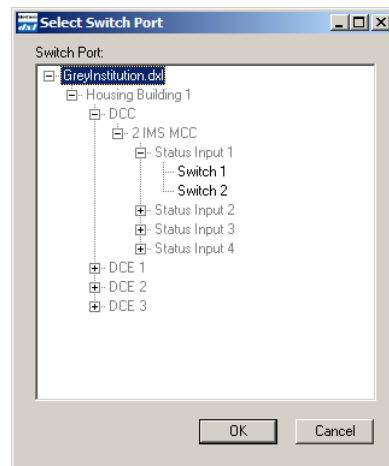 Select Switch Port
Switch Port:
GreyInstitution.dxl
Housing Building 1
DCC
2 IMS MCC
Status Input 1
Switch 1
Switch 2
Status Input 2
Status Input 3
Status Input 4
DCE 1
DCE 2
DCE 3
OK Cancel